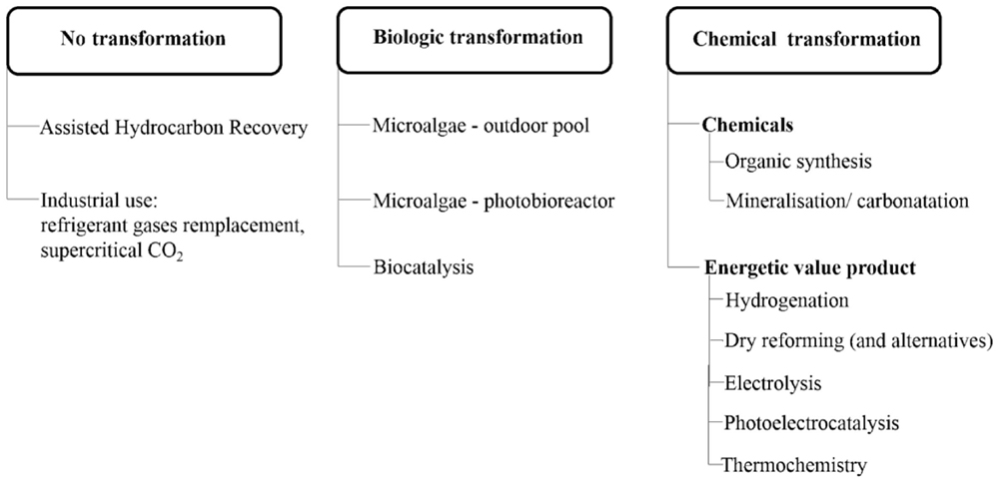 No transformation
Assisted Hydrocarbon Recovery
Industrial use:
refrigerant gases remplacement,
supercritical CO₂
Biologic transformation
Microalgae - outdoor pool
Microalgae - photobioreactor
Biocatalysis
Chemical transformation
Chemicals
Organic synthesis
Mineralisation/ carbonatation
Energetic value product
Hydrogenation
Dry reforming (and alternatives)
Electrolysis
Photoelectrocatalysis
Thermochemistry